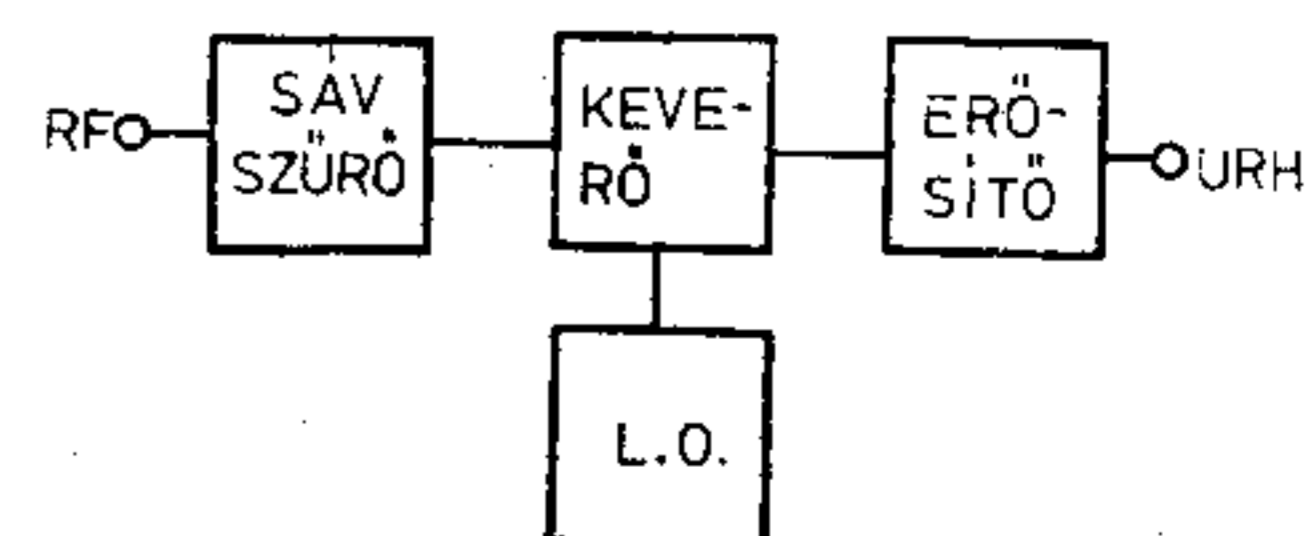 RF
SÁV
SZŰRŐ
KEVE-
RŐ
ERŐ-
SÍTŐ
URH
L.O.